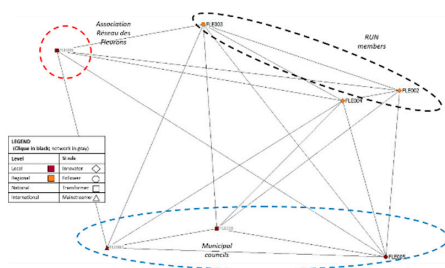 Association
Réseau des
Fleurons
FLE003
RUN
members
FLE002
FLE004
LEGEND
(Clique in black; network in gray)
Level SI role
Local Innovator
Regional Follower
National Transformer
International Mainstreamer
Municipal
councils
FLE005